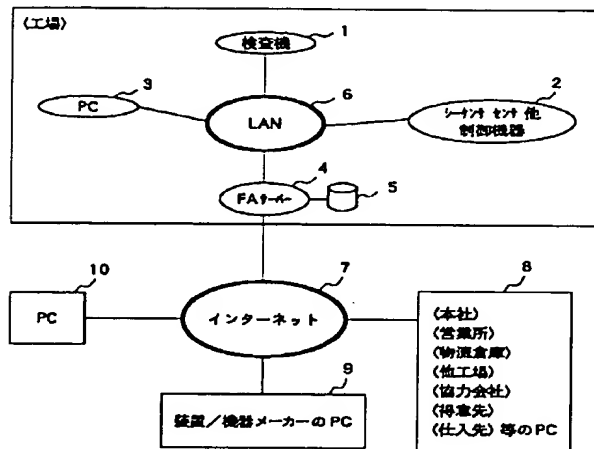 〈工場〉
1
検査機
3
PC
6
LAN
2
シーケンサ センサ 他
制御機器
4
FAサーバー
5
10
PC
7
インターネット
8
〈本社〉
〈営業所〉
〈物流倉庫〉
〈他工場〉
〈協力会社〉
〈得意先〉
〈仕入先〉等のPC
9
装置／機器メーカーのPC